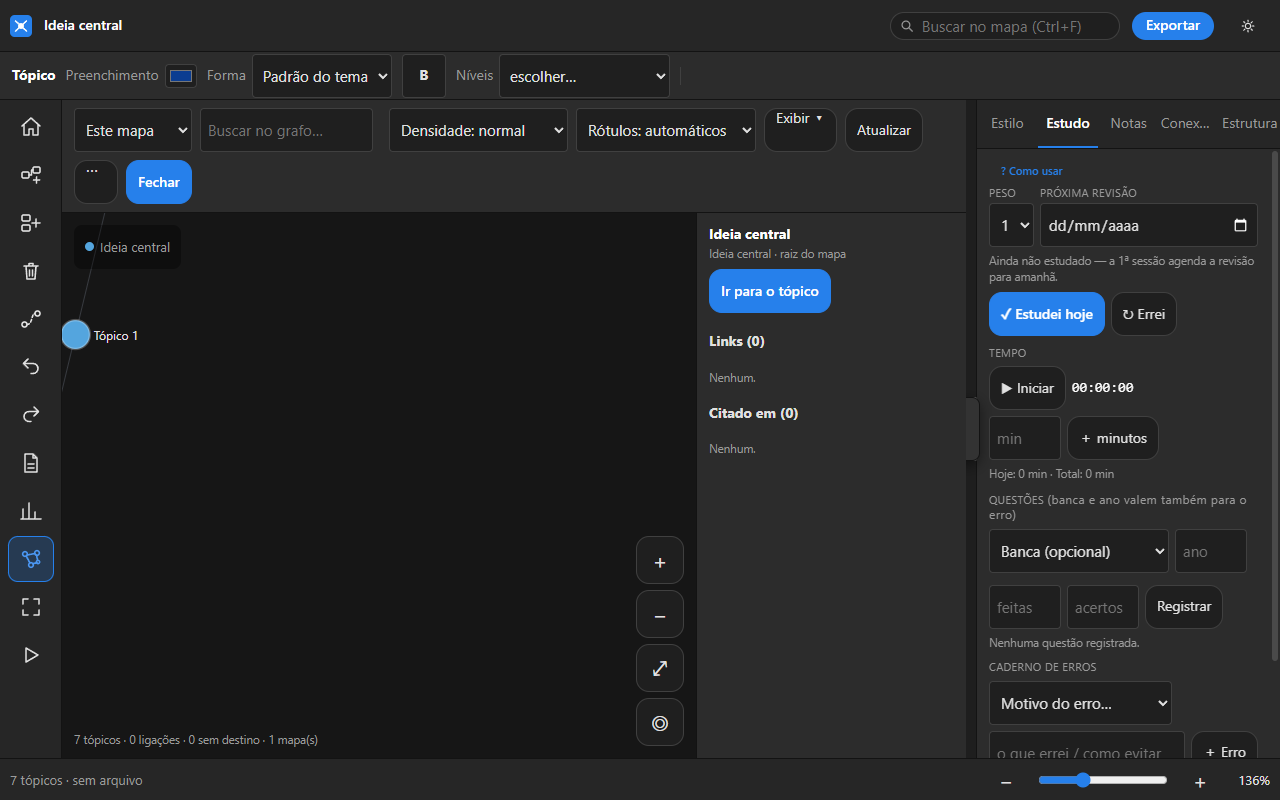 Ideia central
Buscar no mapa (Ctrl+F)
Exportar
Tópico
Preenchimento
Forma
Padrão do tema
B
Níveis
escolher...
Este mapa
Buscar no grafo...
Densidade: normal
Rótulos: automáticos
Exibir ▾
Atualizar
...
Fechar
Ideia central
Tópico 1
7 tópicos · 0 ligações · 0 sem destino · 1 mapa(s)
+
−
Ideia central
Ideia central · raiz do mapa
Ir para o tópico
Links (0)
Nenhum.
Citado em (0)
Nenhum.
Estilo
Estudo
Notas
Conex...
Estrutura
? Como usar
PESO
PRÓXIMA REVISÃO
1
dd/mm/aaaa
Ainda não estudado — a 1ª sessão agenda a revisão
para amanhã.
✓ Estudei hoje
↻ Errei
TEMPO
▶ Iniciar
00:00:00
min
+ minutos
Hoje: 0 min · Total: 0 min
QUESTÕES (banca e ano valem também para o
erro)
Banca (opcional)
ano
feitas
acertos
Registrar
Nenhuma questão registrada.
CADERNO DE ERROS
Motivo do erro...
o que errei / como evitar
+ Erro
7 tópicos · sem arquivo
−
+
136%